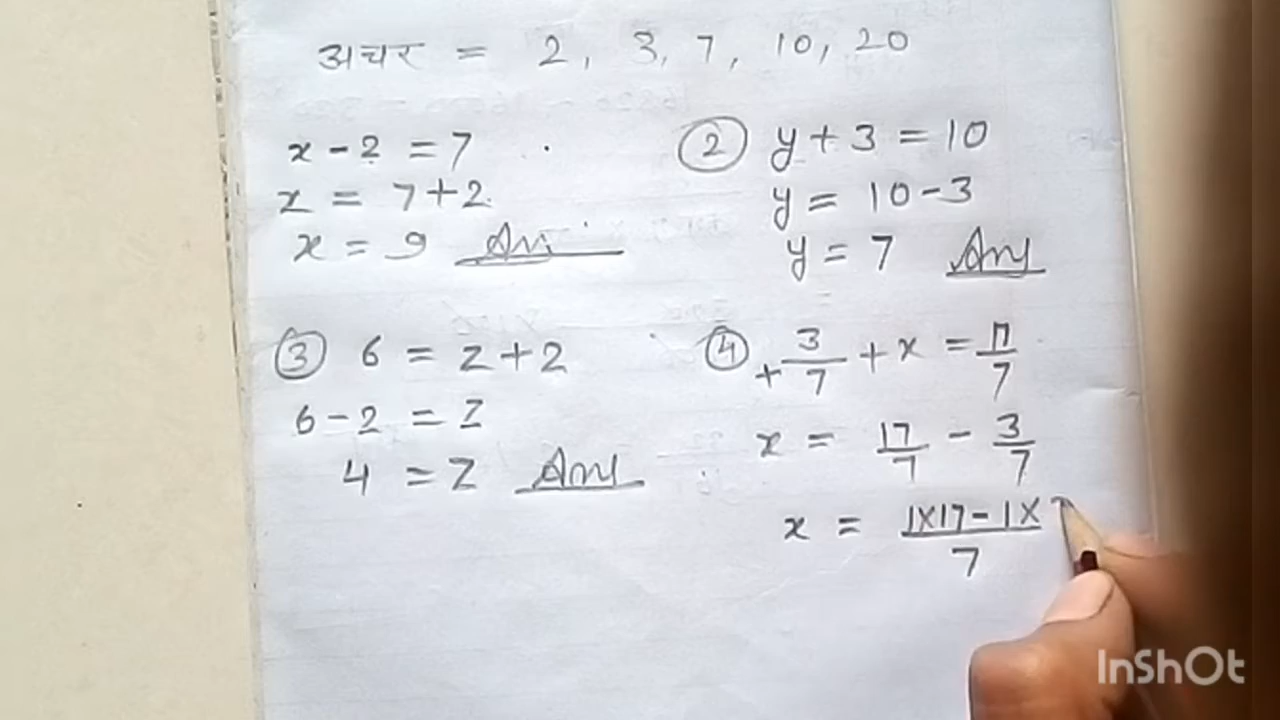 अचर = 2, 3, 7, 10, 20
x - 2 = 7
x = 7 + 2
x = 9 Ans
② y + 3 = 10
y = 10 - 3
y = 7 Ans
③ 6 = z + 2
6 - 2 = z
4 = z Ans
④ + 3/7 + x = 17/7
x = 17/7 - 3/7
x = 1×17 - 1× / 7
InShOt